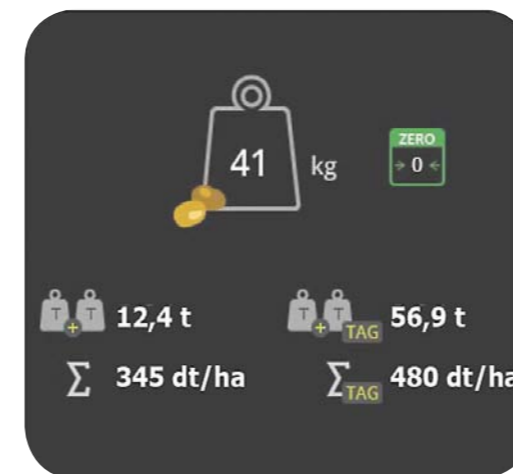 ZERO
41 kg → 0 ←
T + T 12,4 t T + T TAG 56,9 t
Σ 345 dt/ha Σ TAG 480 dt/ha